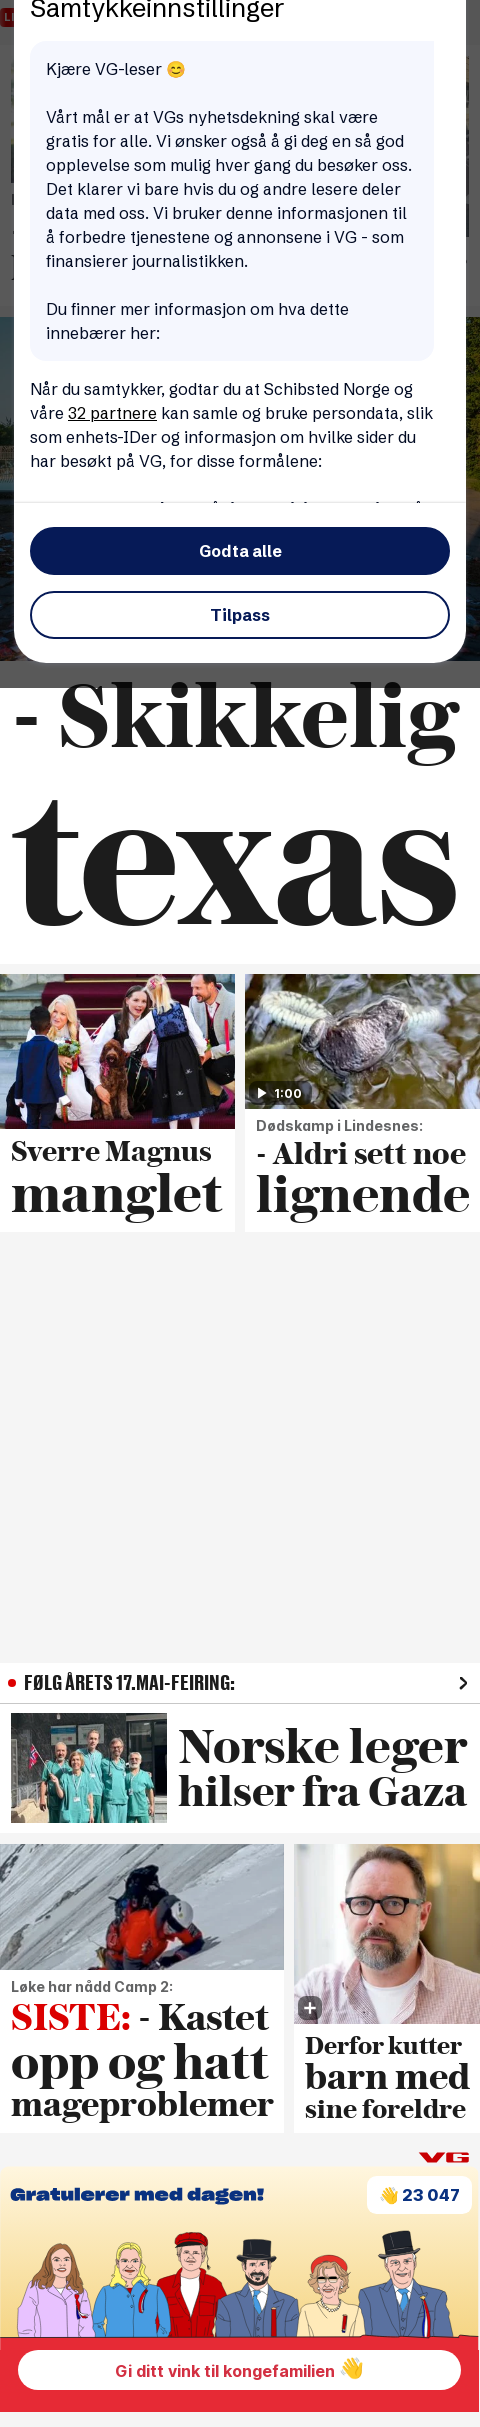 Samtykkeinnstillinger
Kjære VG-leser 😊
Vårt mål er at VGs nyhetsdekning skal være
gratis for alle. Vi ønsker også å gi deg en så god
opplevelse som mulig hver gang du besøker oss.
Det klarer vi bare hvis du og andre lesere deler
data med oss. Vi bruker denne informasjonen til
å forbedre tjenestene og annonsene i VG - som
finansierer journalistikken.
Du finner mer informasjon om hva dette
innebærer her:
Når du samtykker, godtar du at Schibsted Norge og
våre 32 partnere kan samle og bruke persondata, slik
som enhets-IDer og informasjon om hvilke sider du
har besøkt på VG, for disse formålene:
Godta alle
Tilpass
- Skikkelig
texas
1:00
Sverre Magnus
manglet
Dødskamp i Lindesnes:
- Aldri sett noe
lignende
FØLG ÅRETS 17.MAI-FEIRING:
Norske leger
hilser fra Gaza
Løke har nådd Camp 2:
SISTE: - Kastet
opp og hatt
mageproblemer
Derfor kutter
barn med
sine foreldre
VG
Gratulerer med dagen!
👋 23 047
Gi ditt vink til kongefamilien 👋